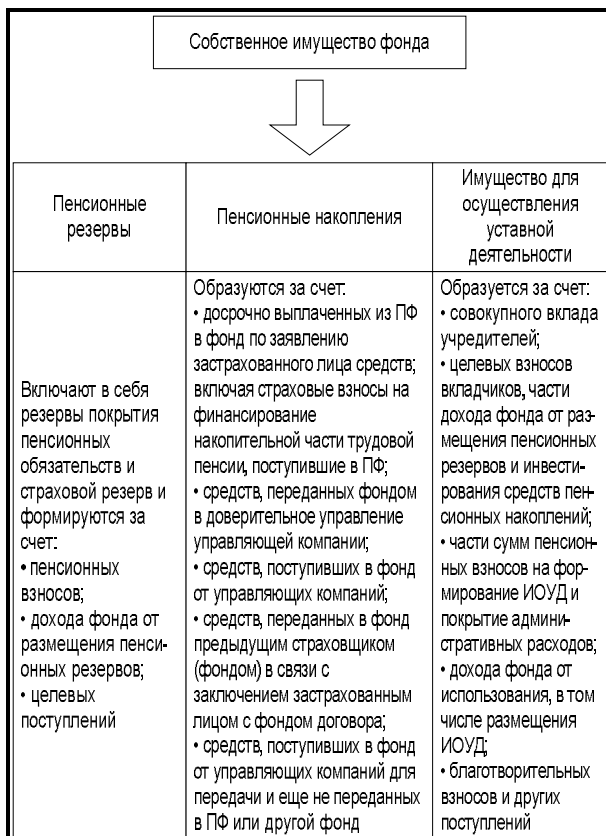 Собственное имущество фонда
Пенсионные
резервы
Пенсионные накопления
Имущество для
осуществления
уставной
деятельности
Включают в себя
резервы покрытия
пенсионных
обязательств и
страховой резерв и
формируются за
счет:
• пенсионных
взносов;
• дохода фонда от
размещения пенси-
онных резервов;
• целевых
поступлений
Образуются за счет:
• досрочно выплаченных из ПФ
в фонд по заявлению
застрахованного лица средств;
включая страховые взносы на
финансирование
накопительной части трудовой
пенсии, поступившие в ПФ;
• средств, переданных фондом
в доверительное управление
управляющей компании;
• средств, поступивших в фонд
от управляющих компаний;
• средств, переданных в фонд
предыдущим страховщиком
(фондом) в связи с
заключением застрахованным
лицом с фондом договора;
• средств, поступивших в фонд
от управляющих компаний для
передачи и еще не переданных
в ПФ или другой фонд
Образуется за счет:
• совокупного вклада
учредителей;
• целевых взносов
вкладчиков, части
дохода фонда от раз-
мещения пенсионных
резервов и инвести-
рования средств пен-
сионных накоплений;
• части сумм пенсион-
ных взносов на фор-
мирование ИОУД и
покрытие админи-
стративных расходов;
• дохода фонда от
использования, в том
числе размещения
ИОУД;
• благотворительных
взносов и других
поступлений